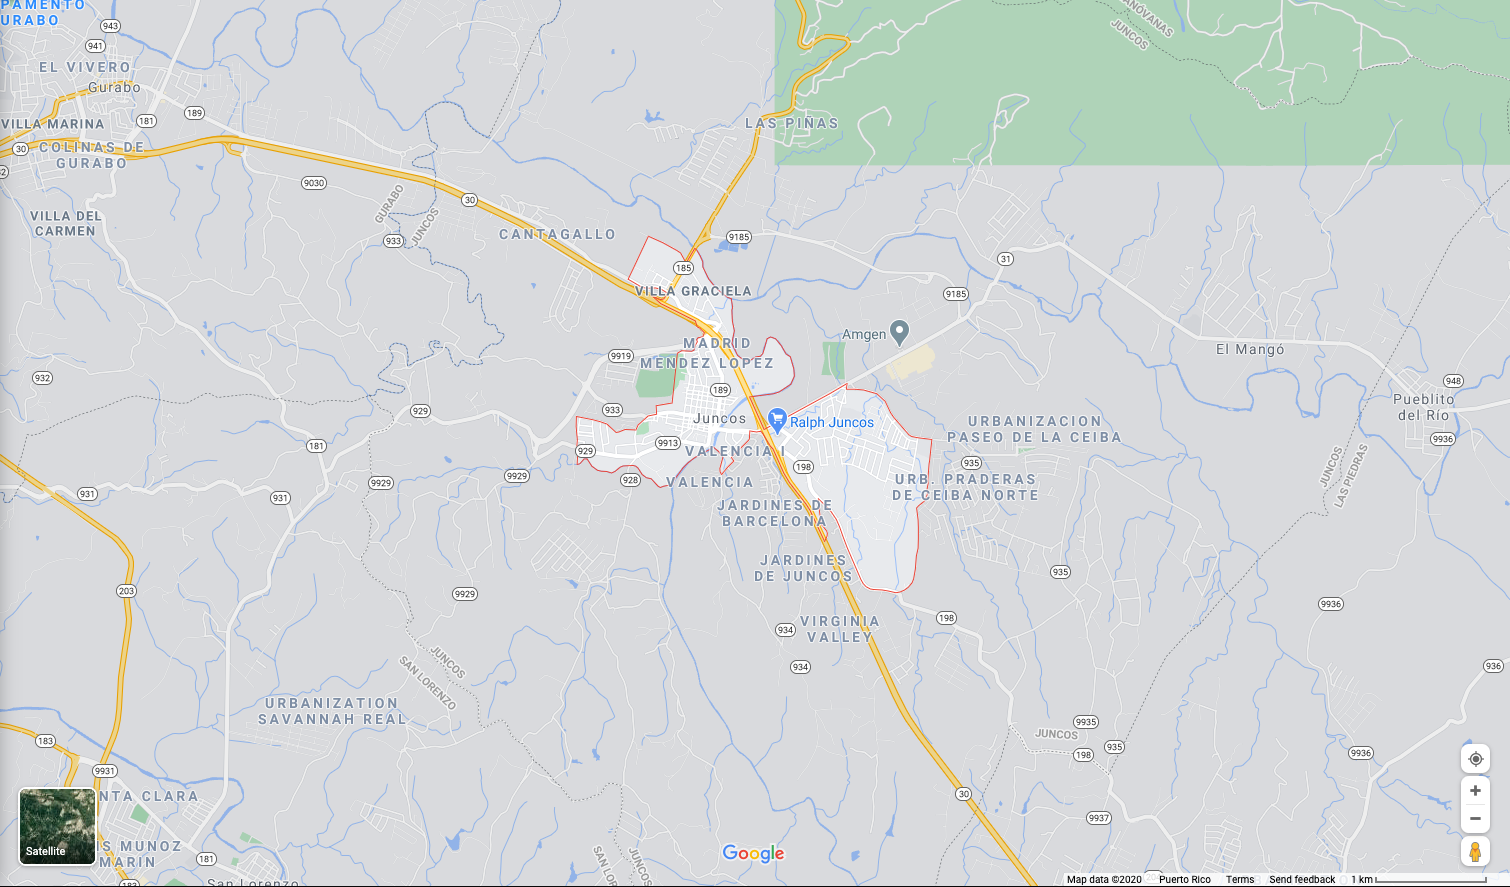 PAMENTO
URABO
943
941
EL VIVERO
Gurabo
189
181
VILLA MARINA
30
COLINAS DE
GURABO
9030
30
GURABO
JUNCOS
933
VILLA DEL
CARMEN
CANTAGALLO
LAS PIÑAS
JUNCOS
9185
185
VILLA GRACIELA
31
9185
MADRID
MENDEZ LOPEZ
9919
Amgen
El Mangó
932
189
948
Pueblito
del Río
9936
929
933
Juncos
Ralph Juncos
URBANIZACION
PASEO DE LA CEIBA
181
929
9913
VALENCIA I
198
935
JUNCOS
LAS PIEDRAS
931
931
9929
9929
928
VALENCIA
URB. PRADERAS
DE CEIBA NORTE
JARDINES DE
BARCELONA
JARDINES
DE JUNCOS
935
203
9929
198
9936
VIRGINIA
VALLEY
934
934
936
JUNCOS
SAN LORENZO
URBANIZATION
SAVANNAH REAL
183
9935
JUNCOS
198
935
9936
9931
NTA CLARA
30
9937
Satellite
S MUNOZ
MARIN
181
183
San Lorenzo
SAN LORENZO
JUNCOS
Google
Map data ©2020 Puerto Rico Terms Send feedback 1 km